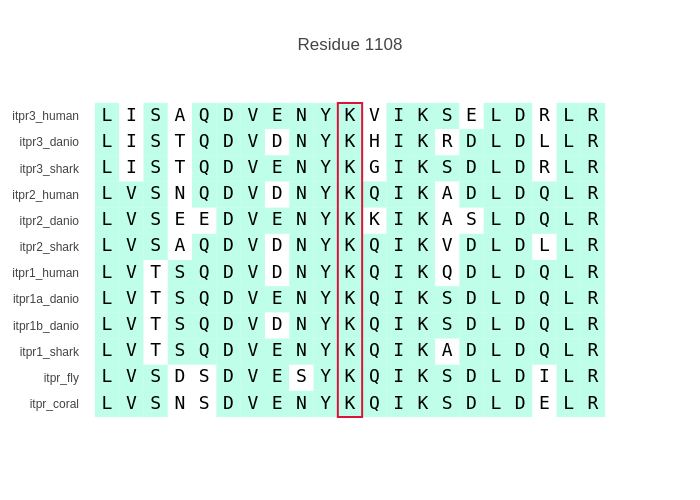 Residue 1108
itpr3_human L I S A Q D V E N Y K V I K S E L D R L R
itpr3_danio L I S T Q D V D N Y K H I K R D L D L L R
itpr3_shark L I S T Q D V E N Y K G I K S D L D R L R
itpr2_human L V S N Q D V D N Y K Q I K A D L D Q L R
itpr2_danio L V S E E D V E N Y K K I K A S L D Q L R
itpr2_shark L V S A Q D V D N Y K Q I K V D L D L L R
itpr1_human L V T S Q D V D N Y K Q I K Q D L D Q L R
itpr1a_danio L V T S Q D V E N Y K Q I K S D L D Q L R
itpr1b_danio L V T S Q D V D N Y K Q I K S D L D Q L R
itpr1_shark L V T S Q D V E N Y K Q I K A D L D Q L R
itpr_fly L V S D S D V E S Y K Q I K S D L D I L R
itpr_coral L V S N S D V E N Y K Q I K S D L D E L R